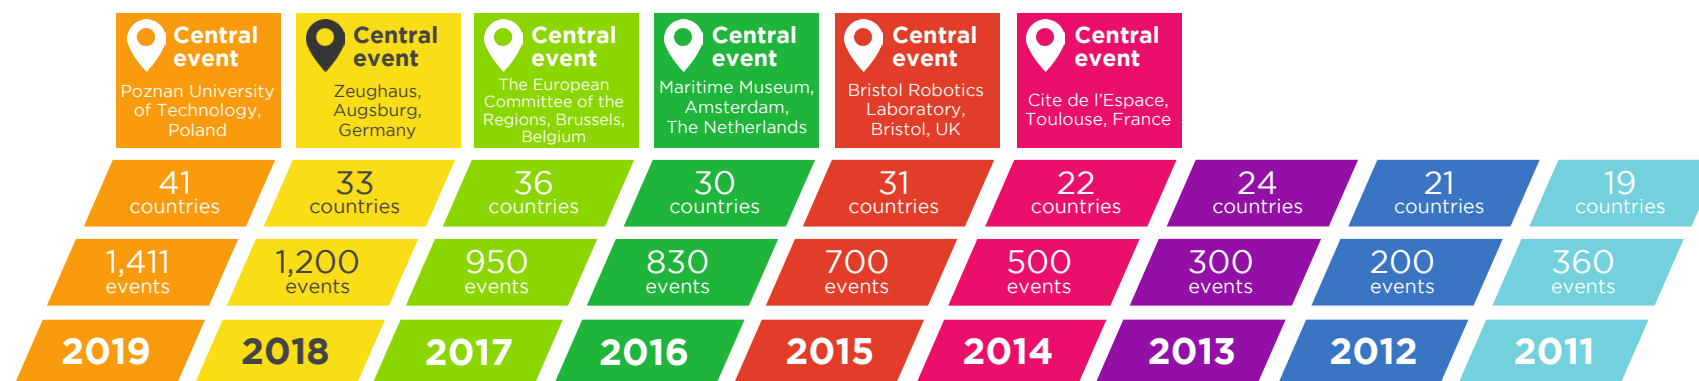 Central
event
Poznan University
of Technology,
Poland
Central
event
Zeughaus,
Augsburg,
Germany
Central
event
The European
Committee of the
Regions, Brussels,
Belgium
Central
event
Maritime Museum,
Amsterdam,
The Netherlands
Central
event
Bristol Robotics
Laboratory,
Bristol, UK
Central
event
Cite de l'Espace,
Toulouse, France
41
countries
33
countries
36
countries
30
countries
31
countries
22
countries
24
countries
21
countries
19
countries
1,411
events
1,200
events
950
events
830
events
700
events
500
events
300
events
200
events
360
events
2019
2018
2017
2016
2015
2014
2013
2012
2011